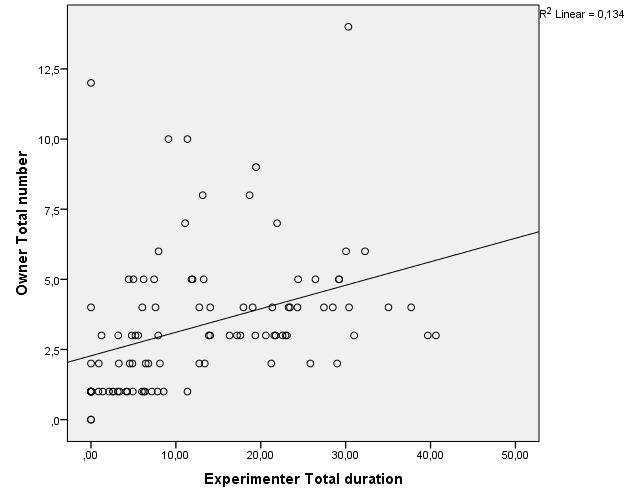 R2 Linear = 0,134
Owner Total number
12,5
10,0
7,5
5,0
2,5
,0
,00 10,00 20,00 30,00 40,00 50,00
Experimenter Total duration